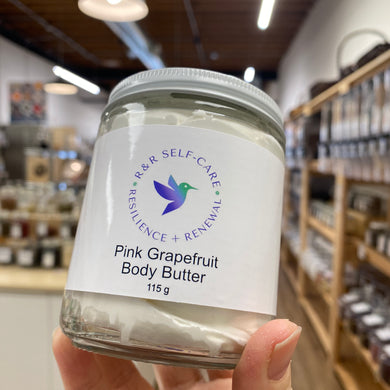 R&R SELF-CARE
RESILIENCE + RENEWAL
Pink Grapefruit
Body Butter
115 g